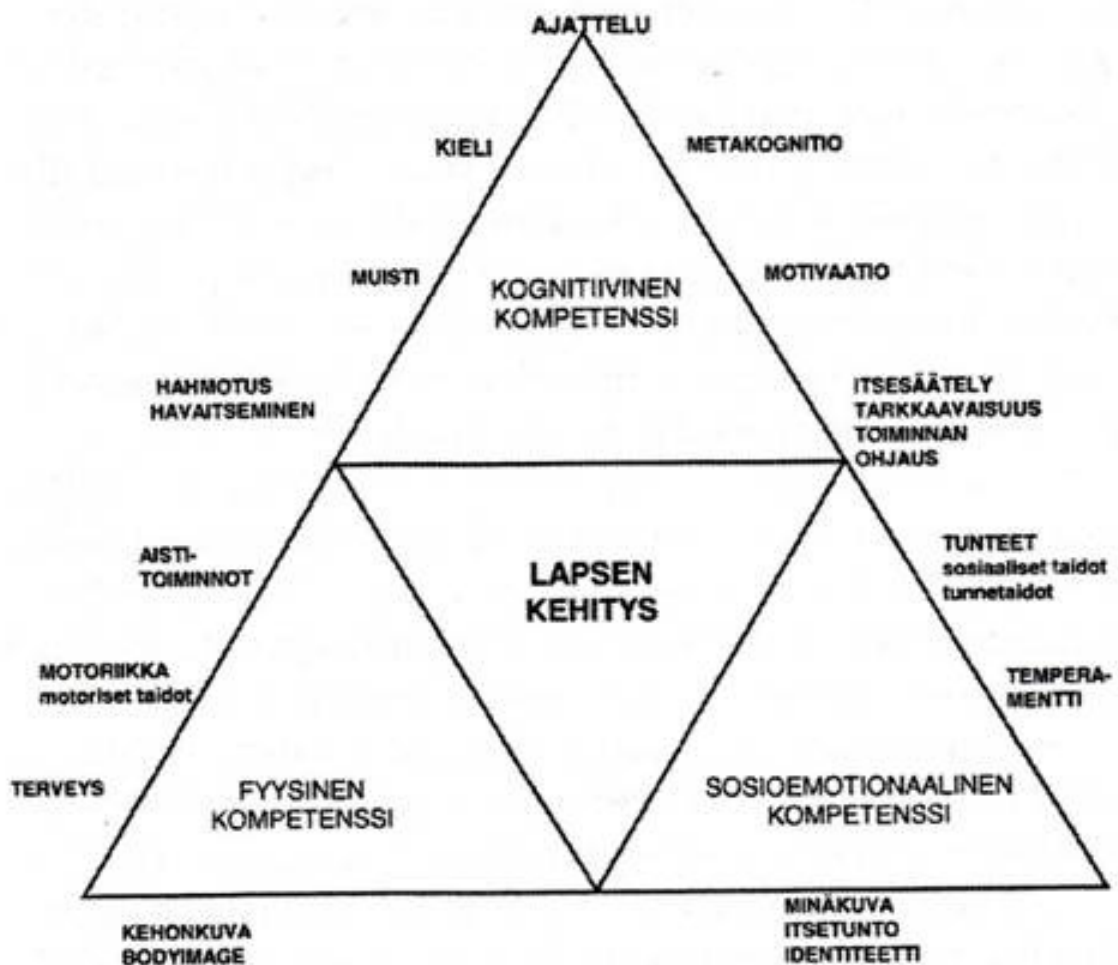 AJATTELU
KIELI
METAKOGNITIO
MUISTI
MOTIVAATIO
KOGNITIIVINEN
KOMPETENSSI
HAHMOTUS
HAVAITSEMINEN
ITSESÄÄTELY
TARKKAAVAISUUS
TOIMINNAN
OHJAUS
AISTI-
TOIMINNOT
LAPSEN
KEHITYS
TUNTEET
sosiaaliset taidot
tunnetaidot
MOTORIIKKA
motoriset taidot
TEMPERA-
MENTTI
TERVEYS
FYYSINEN
KOMPETENSSI
SOSIOEMOTIONAALINEN
KOMPETENSSI
KEHONKUVA
BODYIMAGE
MINÄKUVA
ITSETUNTO
IDENTITEETTI